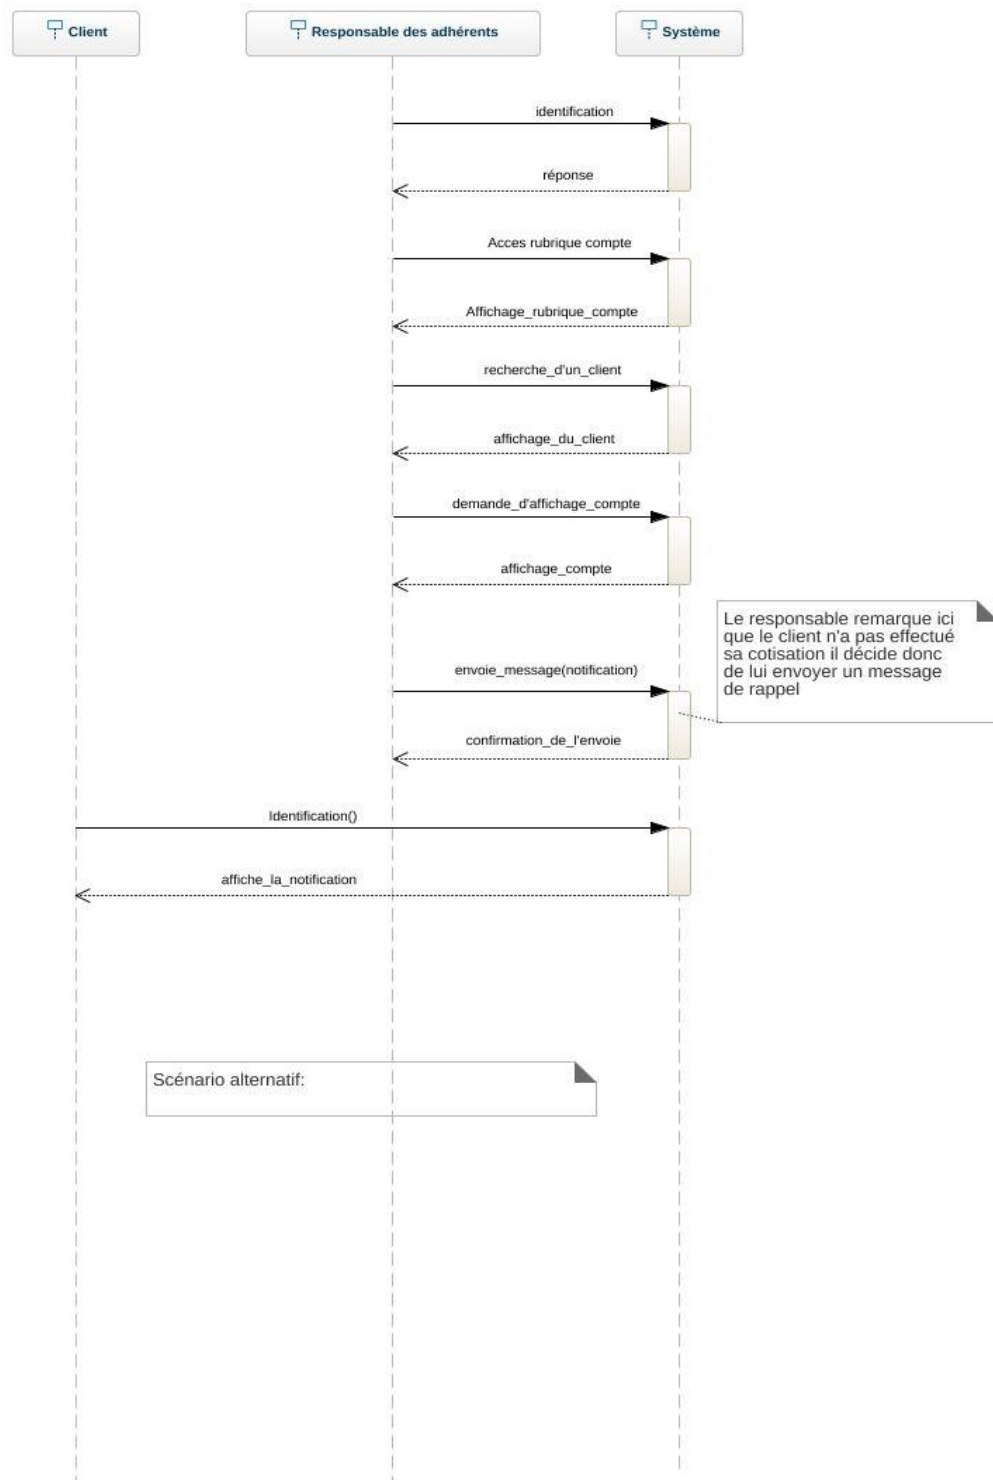 Client
Responsable des adhérents
Système
identification
réponse
Acces rubrique compte
Affichage_rubrique_compte
recherche_d'un_client
affichage_du_client
demande_d'affichage_compte
affichage_compte
Le responsable remarque ici
que le client n'a pas effectué
sa cotisation il décide donc
de lui envoyer un message
de rappel
envoie_message(notification)
confirmation_de_l'envoie
Identification()
affiche_la_notification
Scénario alternatif: